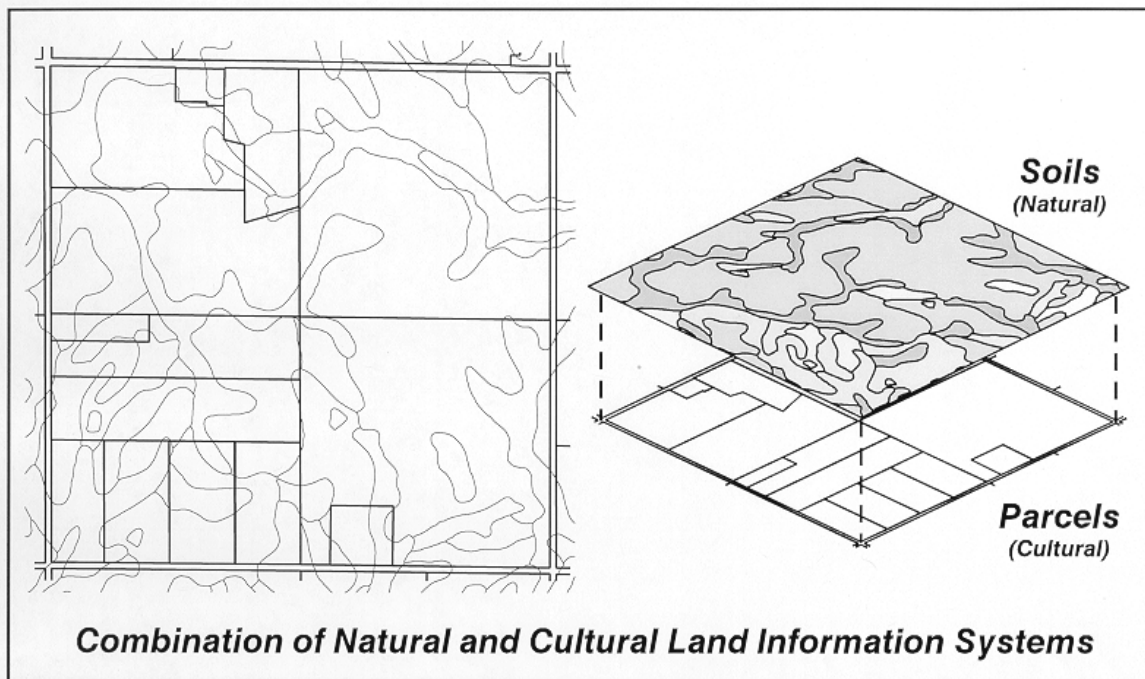 Soils
(Natural)
Parcels
(Cultural)
Combination of Natural and Cultural Land Information Systems